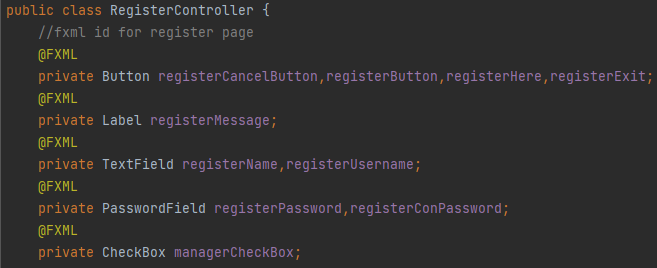 public class RegisterController {
//fxml id for register page
@FXML
private Button registerCancelButton,registerButton,registerHere,registerExit;
@FXML
private Label registerMessage;
@FXML
private TextField registerName,registerUsername;
@FXML
private PasswordField registerPassword,registerConPassword;
@FXML
private CheckBox managerCheckBox;